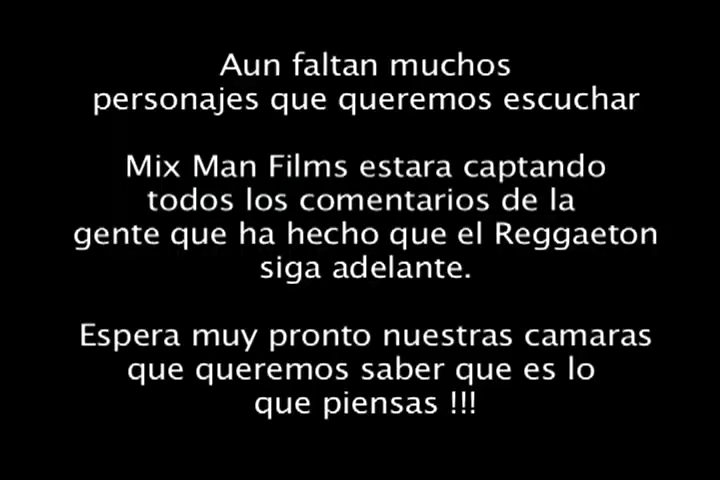 Aun faltan muchos
personajes que queremos escuchar
Mix Man Films estara captando
todos los comentarios de la
gente que ha hecho que el Reggaeton
siga adelante.
Espera muy pronto nuestras camaras
que queremos saber que es lo
que piensas !!!